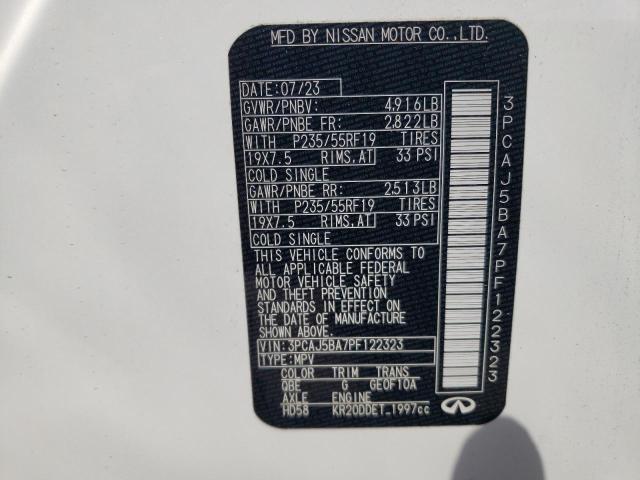 MFD BY NISSAN MOTOR CO.,LTD.
DATE:07/23
GVWR/PNBV: 4,916LB
GAWR/PNBE FR: 2,822LB
WITH P235/55RF19 TIRES
19X7.5 RIMS,AT 33 PSI
COLD SINGLE
GAWR/PNBE RR: 2,513LB
WITH P235/55RF19 TIRES
19X7.5 RIMS,AT 33 PSI
COLD SINGLE
THIS VEHICLE CONFORMS TO
ALL APPLICABLE FEDERAL
MOTOR VEHICLE SAFETY
AND THEFT PREVENTION
STANDARDS IN EFFECT ON
THE DATE OF MANUFACTURE
SHOWN ABOVE.
VIN:3PCAJ5BA7PF122323
TYPE:MPV
COLOR TRIM TRANS
QBE G GE0F10A
AXLE ENGINE
HD58 KR20DDET 1997cc
3PCAJ5BA7PF122323